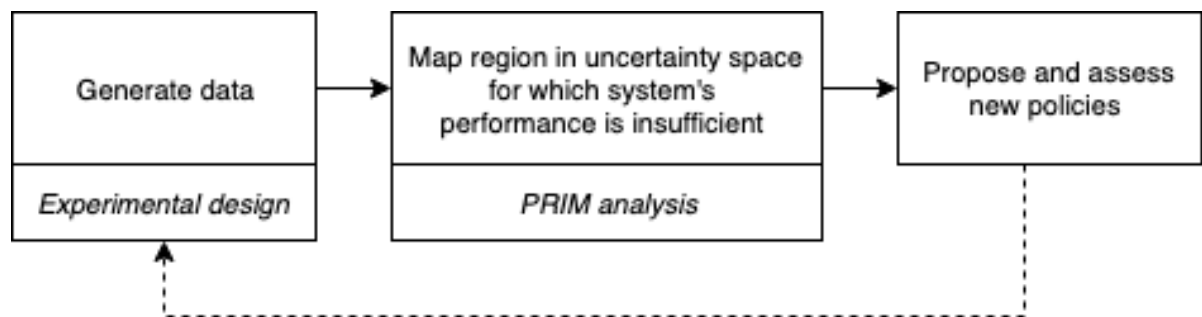 Generate data
Experimental design
Map region in uncertainty space
for which system's
performance is insufficient
PRIM analysis
Propose and assess
new policies